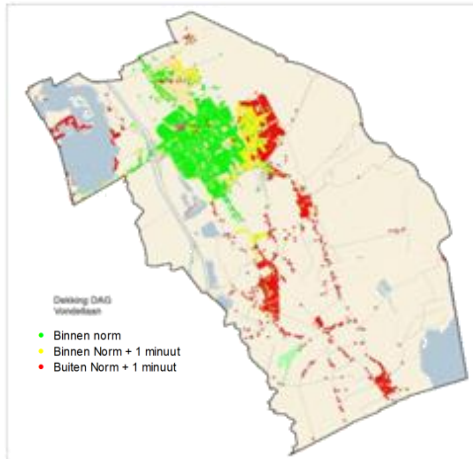 Dekking DAG
Vondellaan
Binnen norm
Binnen Norm + 1 minuut
Buiten Norm + 1 minuut